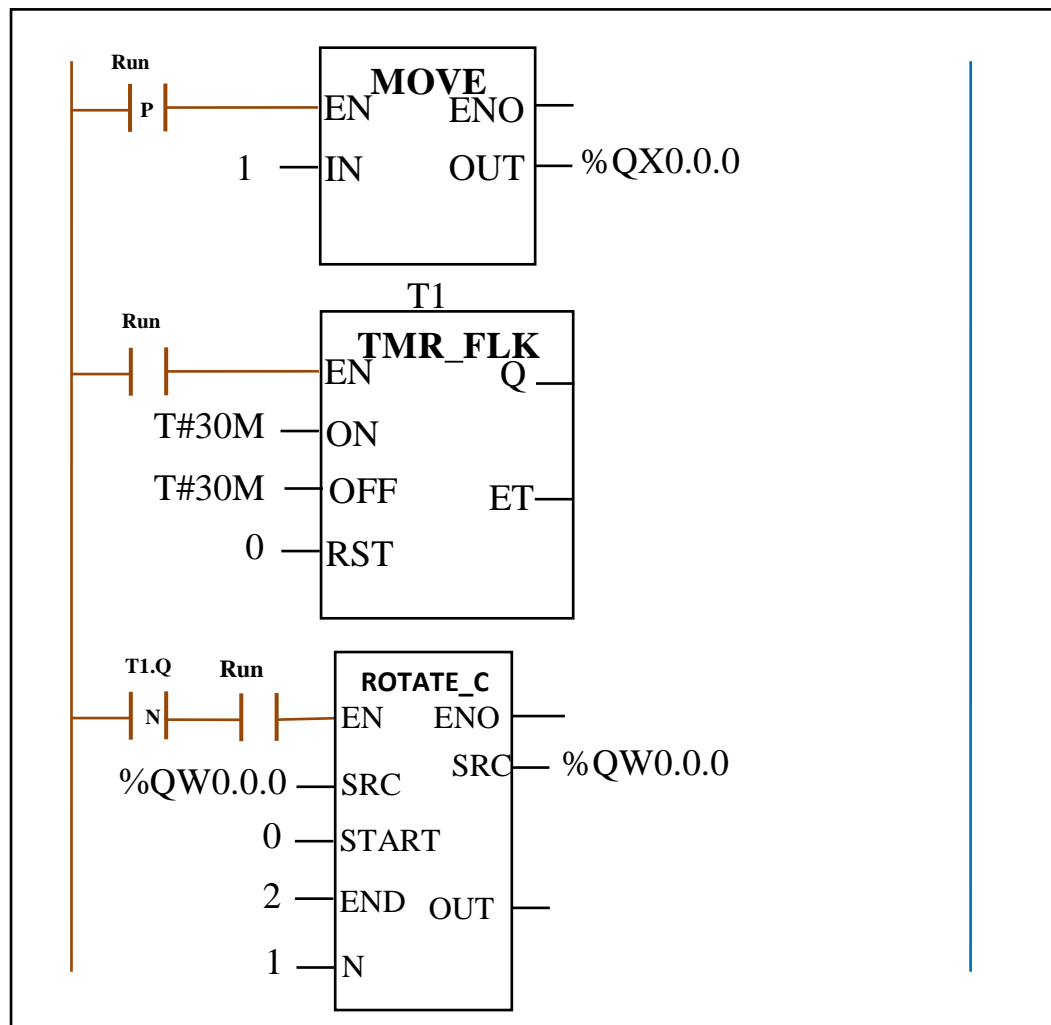 Run
P
MOVE
EN ENO
1 IN OUT %QX0.0.0
T1
Run
TMR_FLK
EN Q
T#30M ON
T#30M OFF ET
0 RST
T1.Q Run
N
ROTATE_C
EN ENO
%QW0.0.0 SRC SRC %QW0.0.0
0 START
2 END OUT
1 N